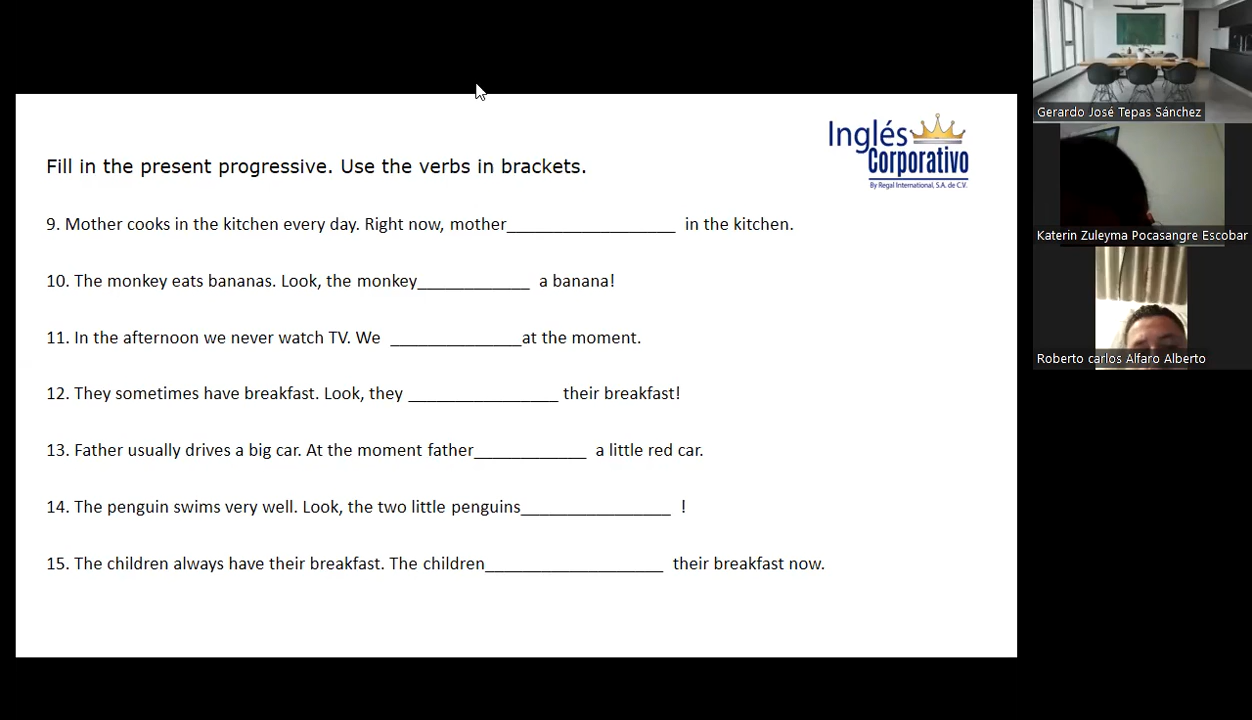 Inglés
Corporativo
By Regal International, S.A. de C.V.
Fill in the present progressive. Use the verbs in brackets.
9. Mother cooks in the kitchen every day. Right now, mother__________________ in the kitchen.
10. The monkey eats bananas. Look, the monkey____________ a banana!
11. In the afternoon we never watch TV. We ______________at the moment.
12. They sometimes have breakfast. Look, they ________________ their breakfast!
13. Father usually drives a big car. At the moment father____________ a little red car.
14. The penguin swims very well. Look, the two little penguins________________ !
15. The children always have their breakfast. The children___________________ their breakfast now.
Gerardo José Tepas Sánchez
Katerin Zuleyma Pocasangre Escobar
Roberto carlos Alfaro Alberto